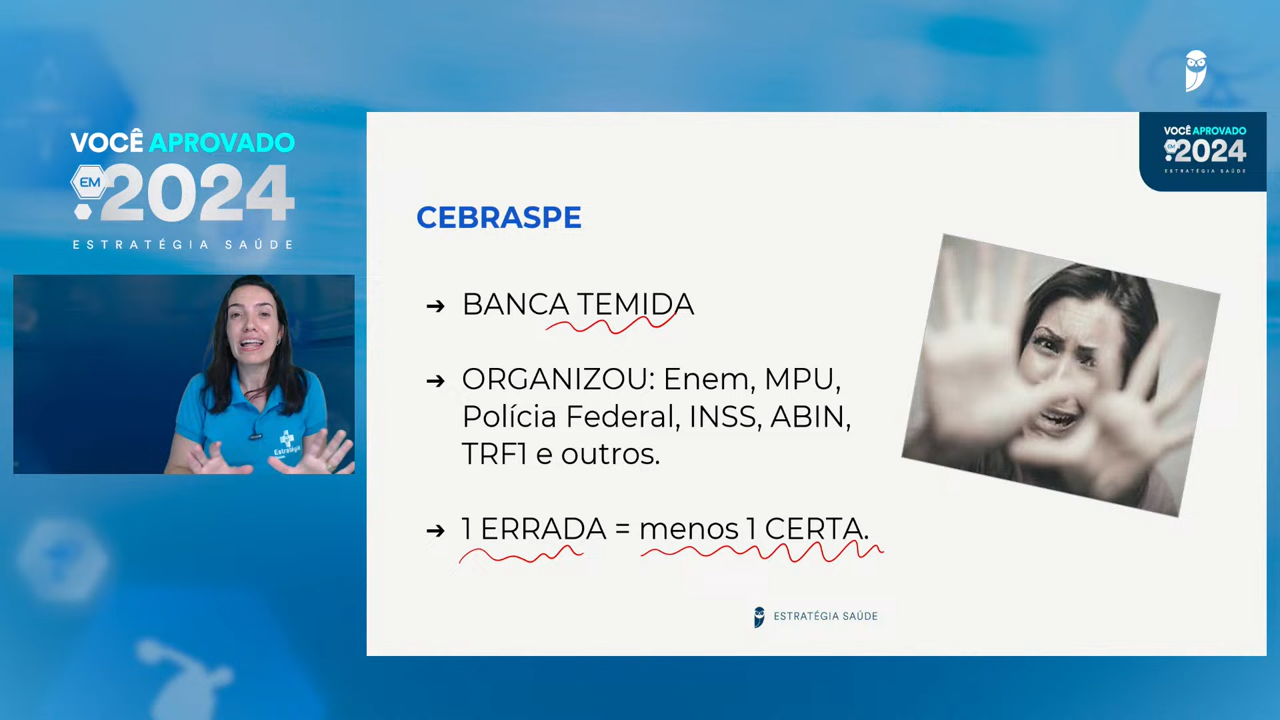 VOCÊ APROVADO
EM 2024
ESTRATÉGIA SAÚDE
Estratégia
VOCÊ APROVADO
EM 2024
ESTRATÉGIA SAÚDE
CEBRASPE
➔ BANCA TEMIDA
➔ ORGANIZOU: Enem, MPU,
Polícia Federal, INSS, ABIN,
TRF1 e outros.
➔ 1 ERRADA = menos 1 CERTA.
ESTRATÉGIA SAÚDE